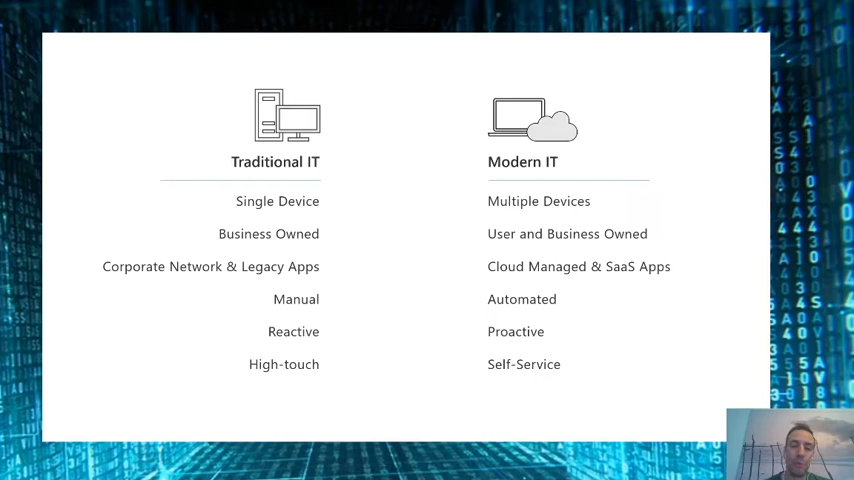 Traditional IT
Single Device
Business Owned
Corporate Network & Legacy Apps
Manual
Reactive
High-touch
Modern IT
Multiple Devices
User and Business Owned
Cloud Managed & SaaS Apps
Automated
Proactive
Self-Service